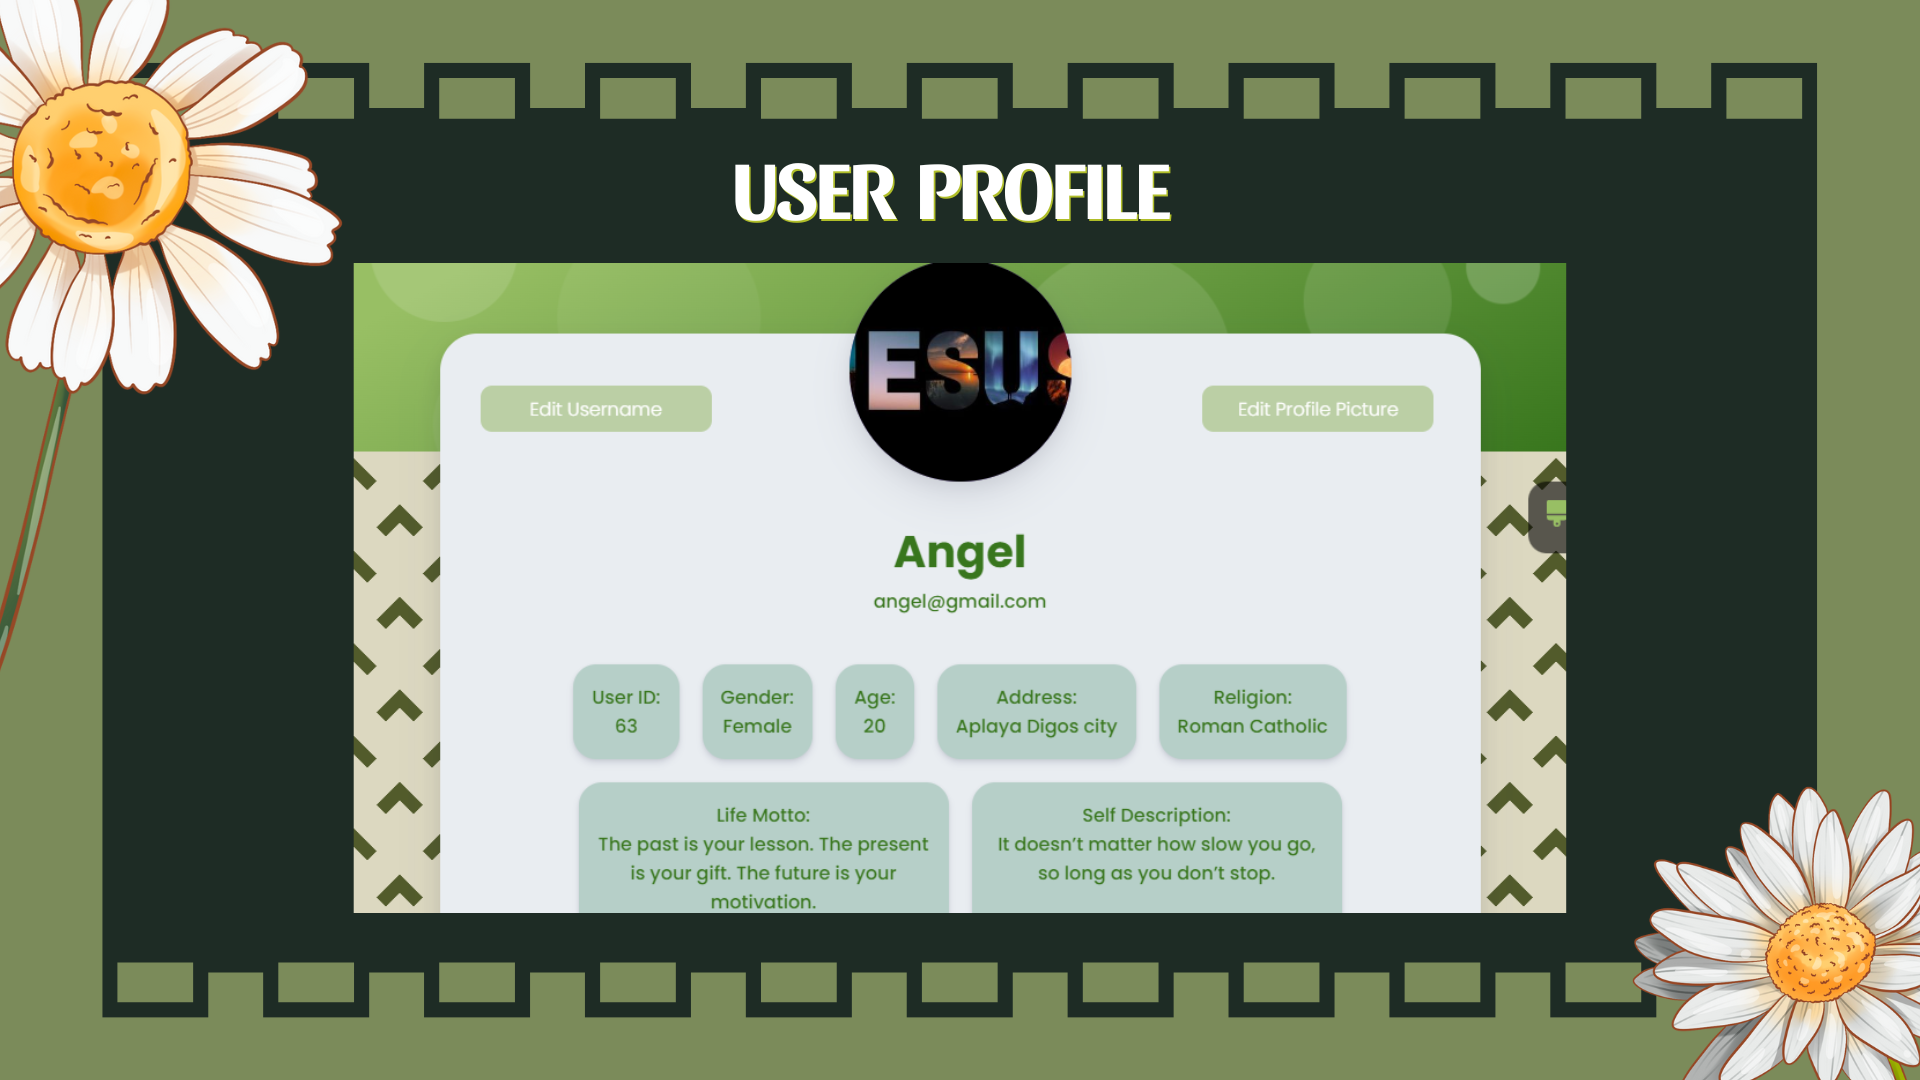 USER PROFILE
ESUS
Edit Username
Edit Profile Picture
Angel
angel@gmail.com
User ID:
63
Gender:
Female
Age:
20
Address:
Aplaya Digos city
Religion:
Roman Catholic
Life Motto:
The past is your lesson. The present
is your gift. The future is your
motivation.
Self Description:
It doesn’t matter how slow you go,
so long as you don’t stop.